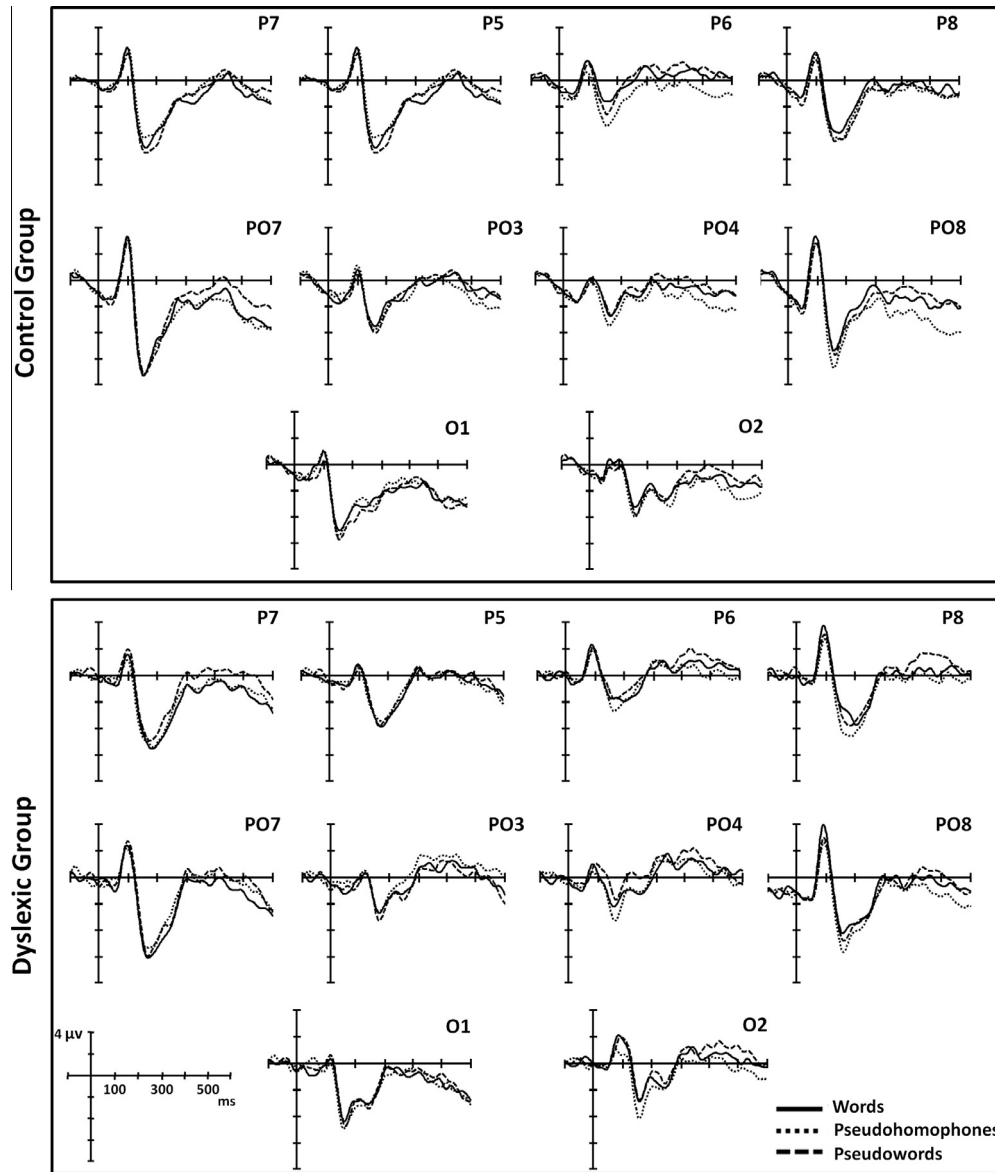 Control Group
P7 P5 P6 P8
PO7 PO3 PO4 PO8
O1 O2
Dyslexic Group
P7 P5 P6 P8
PO7 PO3 PO4 PO8
O1 O2
4 μv
100 300 500
ms
Words
Pseudohomophones
Pseudowords